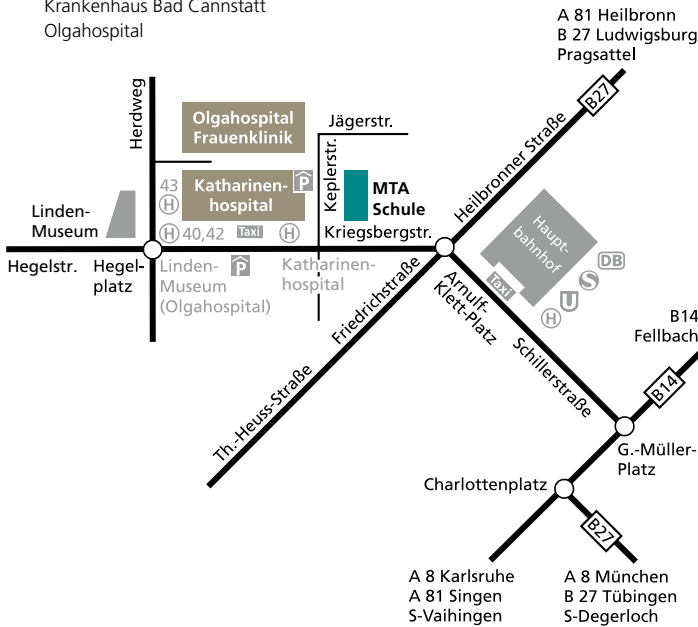 Krankenhaus Bad Cannstatt
Olgahospital
A 81 Heilbronn
B 27 Ludwigsburg
Pragsattel
B27
Herdweg
Olgahospital
Frauenklinik
Jägerstr.
Keplerstr.
Heilbronner Straße
43
H
Katharinen-
hospital
P
MTA
Schule
Linden-
Museum
H 40,42 Taxi H
Kriegsbergstr.
Haupt-
bahnhof
Taxi
DB
S
U
H
Hegelstr.
Hegel-
platz
Linden-
Museum
(Olgahospital)
P
Katharinen-
hospital
Friedrichstraße
Arnulf-
Klett-Platz
Schillerstraße
Th.-Heuss-Straße
B14
Fellbach
B14
G.-Müller-
Platz
Charlottenplatz
B27
A 8 Karlsruhe
A 81 Singen
S-Vaihingen
A 8 München
B 27 Tübingen
S-Degerloch